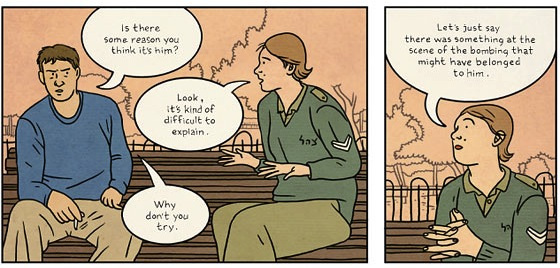 Is there
some reason you
think it's him?
Look,
it's kind of
difficult to
explain.
Why
don't you
try.
צהל
Let's just say
there was something at the
scene of the bombing that
might have belonged
to him.